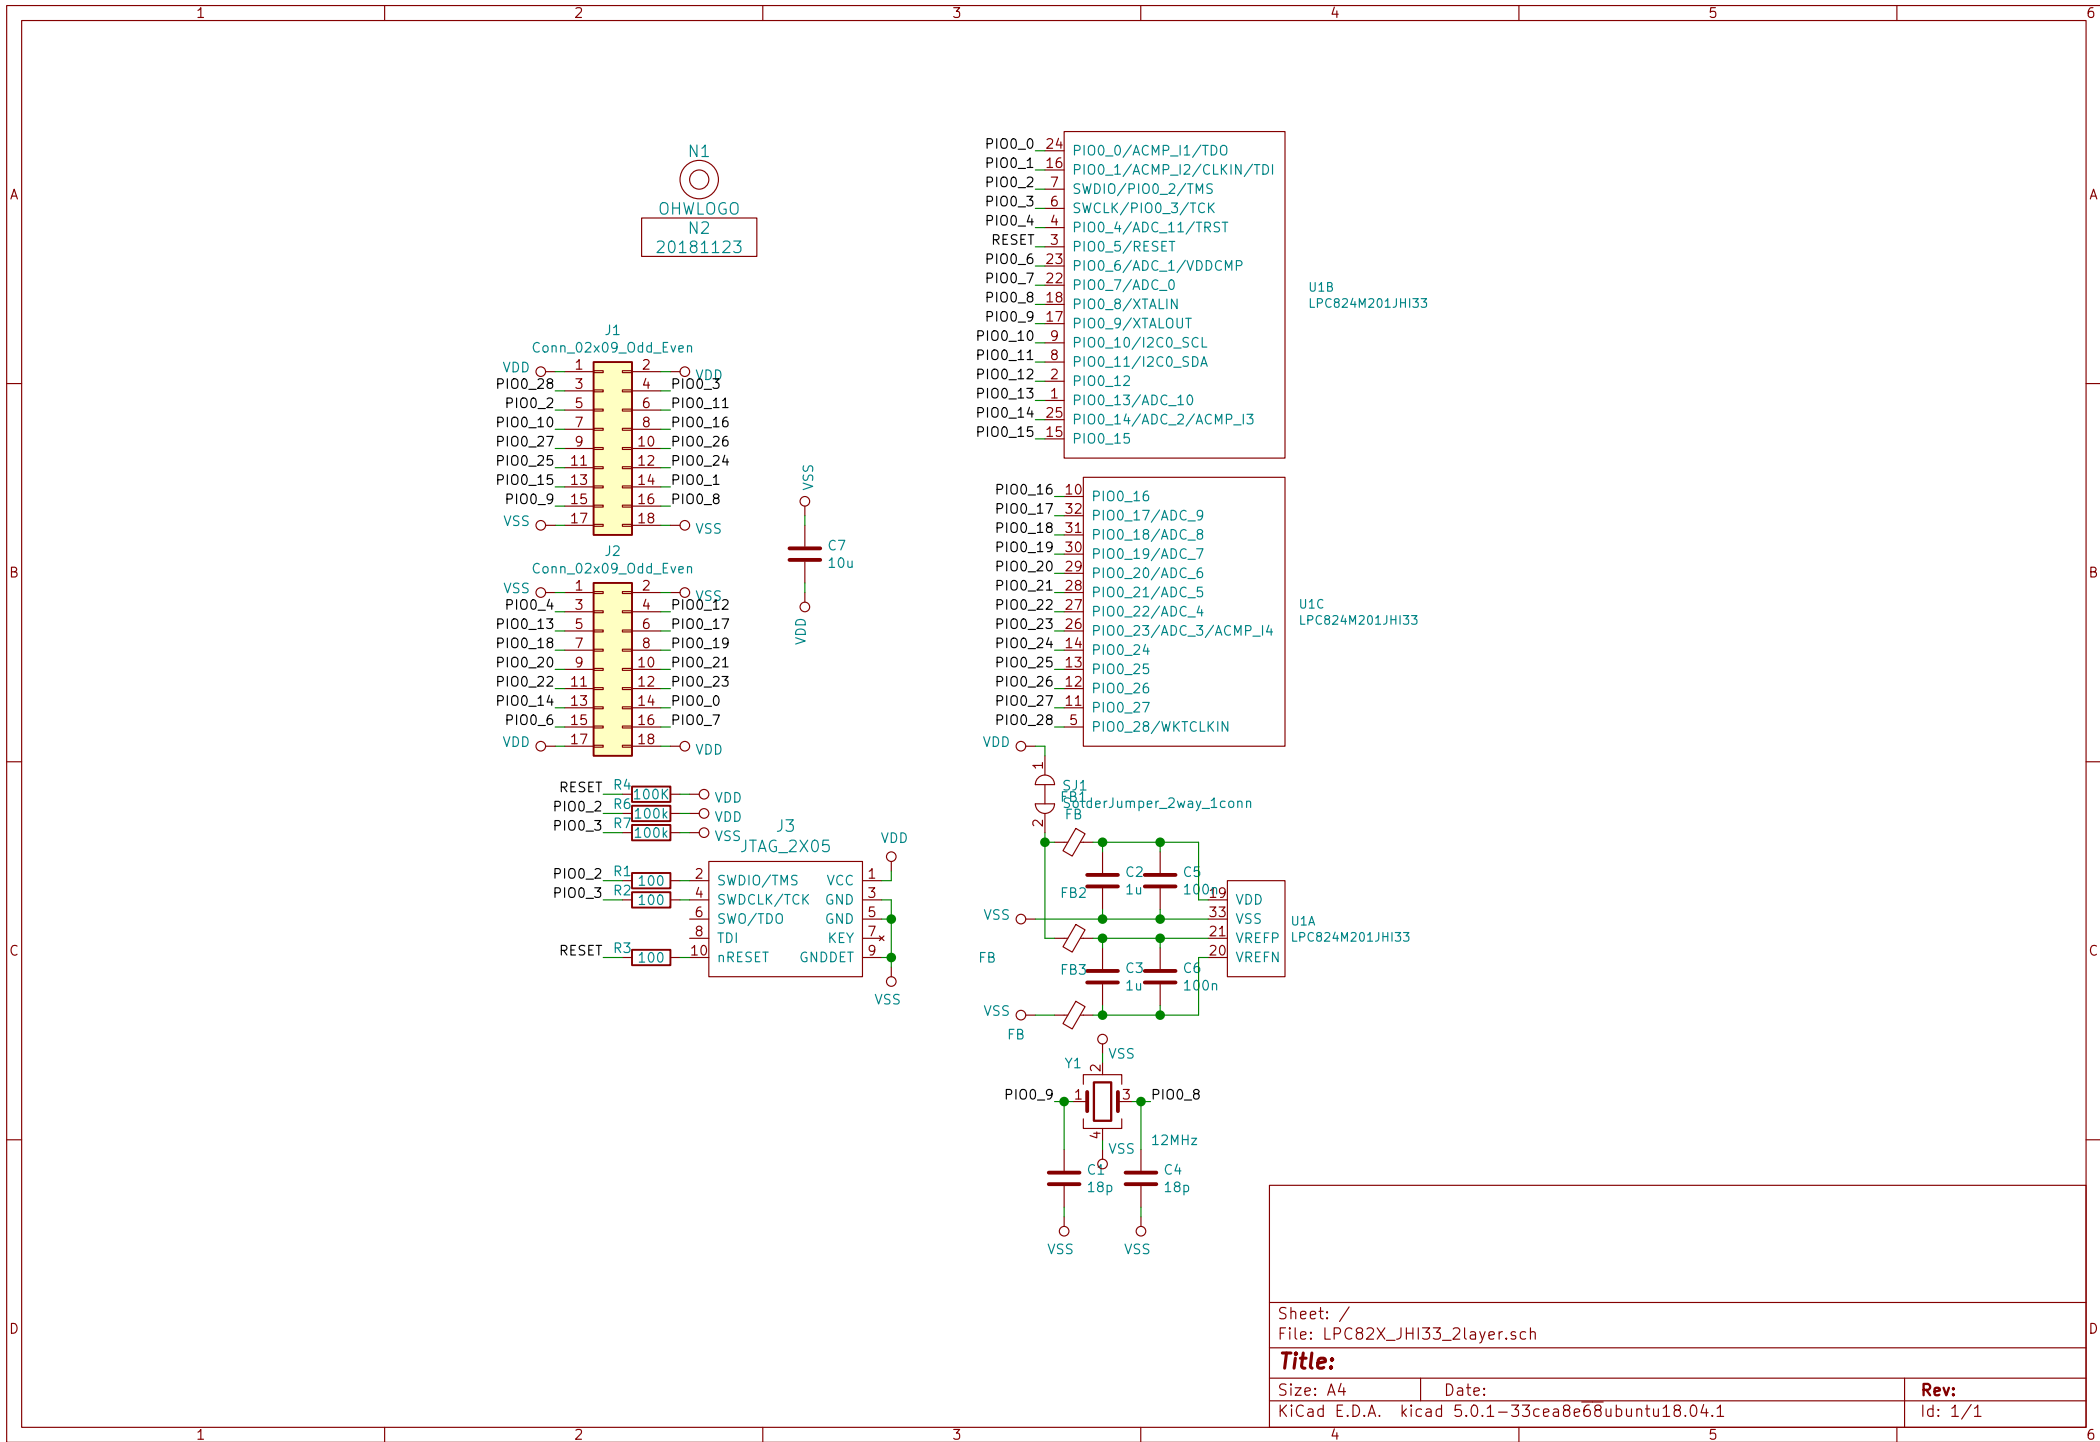 1 2 3 4 5 6
A
B
C
D
A
B
C
D
1 2 3 4 5 6
N1
OHWLOGO
N2
20181123
J1
Conn_02x09_Odd_Even
VDD 1 2 VDD
PIO0_28 3 4 PIO0_3
PIO0_2 5 6 PIO0_11
PIO0_10 7 8 PIO0_16
PIO0_27 9 10 PIO0_26
PIO0_25 11 12 PIO0_24
PIO0_15 13 14 PIO0_1
PIO0_9 15 16 PIO0_8
VSS 17 18 VSS
J2
Conn_02x09_Odd_Even
VSS 1 2 VSS
PIO0_4 3 4 PIO0_12
PIO0_13 5 6 PIO0_17
PIO0_18 7 8 PIO0_19
PIO0_20 9 10 PIO0_21
PIO0_22 11 12 PIO0_23
PIO0_14 13 14 PIO0_0
PIO0_6 15 16 PIO0_7
VDD 17 18 VDD
VSS
C7
10u
VDD
RESET R4 100K VDD
PIO0_2 R6 100k VDD
PIO0_3 R7 100k VSS
J3
JTAG_2X05
VDD
PIO0_2 R1 100 2 SWDIO/TMS VCC 1
PIO0_3 R2 100 4 SWDCLK/TCK GND 3
6 SWO/TDO GND 5
8 TDI KEY 7
RESET R3 100 10 nRESET GNDDET 9
VSS
PIO0_0 24 PIO0_0/ACMP_I1/TDO
PIO0_1 16 PIO0_1/ACMP_I2/CLKIN/TDI
PIO0_2 7 SWDIO/PIO0_2/TMS
PIO0_3 6 SWCLK/PIO0_3/TCK
PIO0_4 4 PIO0_4/ADC_11/TRST
RESET 3 PIO0_5/RESET
PIO0_6 23 PIO0_6/ADC_1/VDDCMP
PIO0_7 22 PIO0_7/ADC_0
PIO0_8 18 PIO0_8/XTALIN
PIO0_9 17 PIO0_9/XTALOUT
PIO0_10 9 PIO0_10/I2C0_SCL
PIO0_11 8 PIO0_11/I2C0_SDA
PIO0_12 2 PIO0_12
PIO0_13 1 PIO0_13/ADC_10
PIO0_14 25 PIO0_14/ADC_2/ACMP_I3
PIO0_15 15 PIO0_15
U1B
LPC824M201JHI33
PIO0_16 10 PIO0_16
PIO0_17 32 PIO0_17/ADC_9
PIO0_18 31 PIO0_18/ADC_8
PIO0_19 30 PIO0_19/ADC_7
PIO0_20 29 PIO0_20/ADC_6
PIO0_21 28 PIO0_21/ADC_5
PIO0_22 27 PIO0_22/ADC_4
PIO0_23 26 PIO0_23/ADC_3/ACMP_I4
PIO0_24 14 PIO0_24
PIO0_25 13 PIO0_25
PIO0_26 12 PIO0_26
PIO0_27 11 PIO0_27
PIO0_28 5 PIO0_28/WKTCLKIN
U1C
LPC824M201JHI33
VDD
1
SJ1
FB1
SolderJumper_2way_1conn
2
FB
C2
1u
C5
100n
FB2
VSS
19 VDD
33 VSS
21 VREFP
20 VREFN
U1A
LPC824M201JHI33
FB
FB3
C3
1u
C6
100n
VSS
FB
VSS
Y1
2
PIO0_9 1 3 PIO0_8
4
VSS
12MHz
C1
18p
C4
18p
VSS
VSS
Sheet: /
File: LPC82X_JHI33_2layer.sch
Title:
Size: A4 Date: Rev:
KiCad E.D.A. kicad 5.0.1-33cea8e68ubuntu18.04.1 Id: 1/1